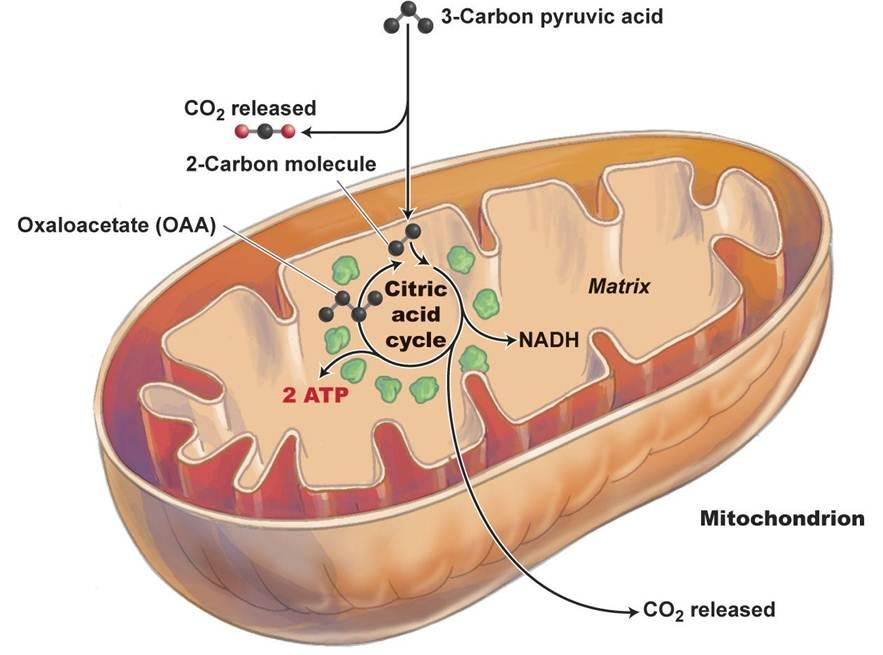 3-Carbon pyruvic acid
CO₂ released
2-Carbon molecule
Oxaloacetate (OAA)
Citric
acid
cycle
Matrix
NADH
2 ATP
Mitochondrion
CO₂ released